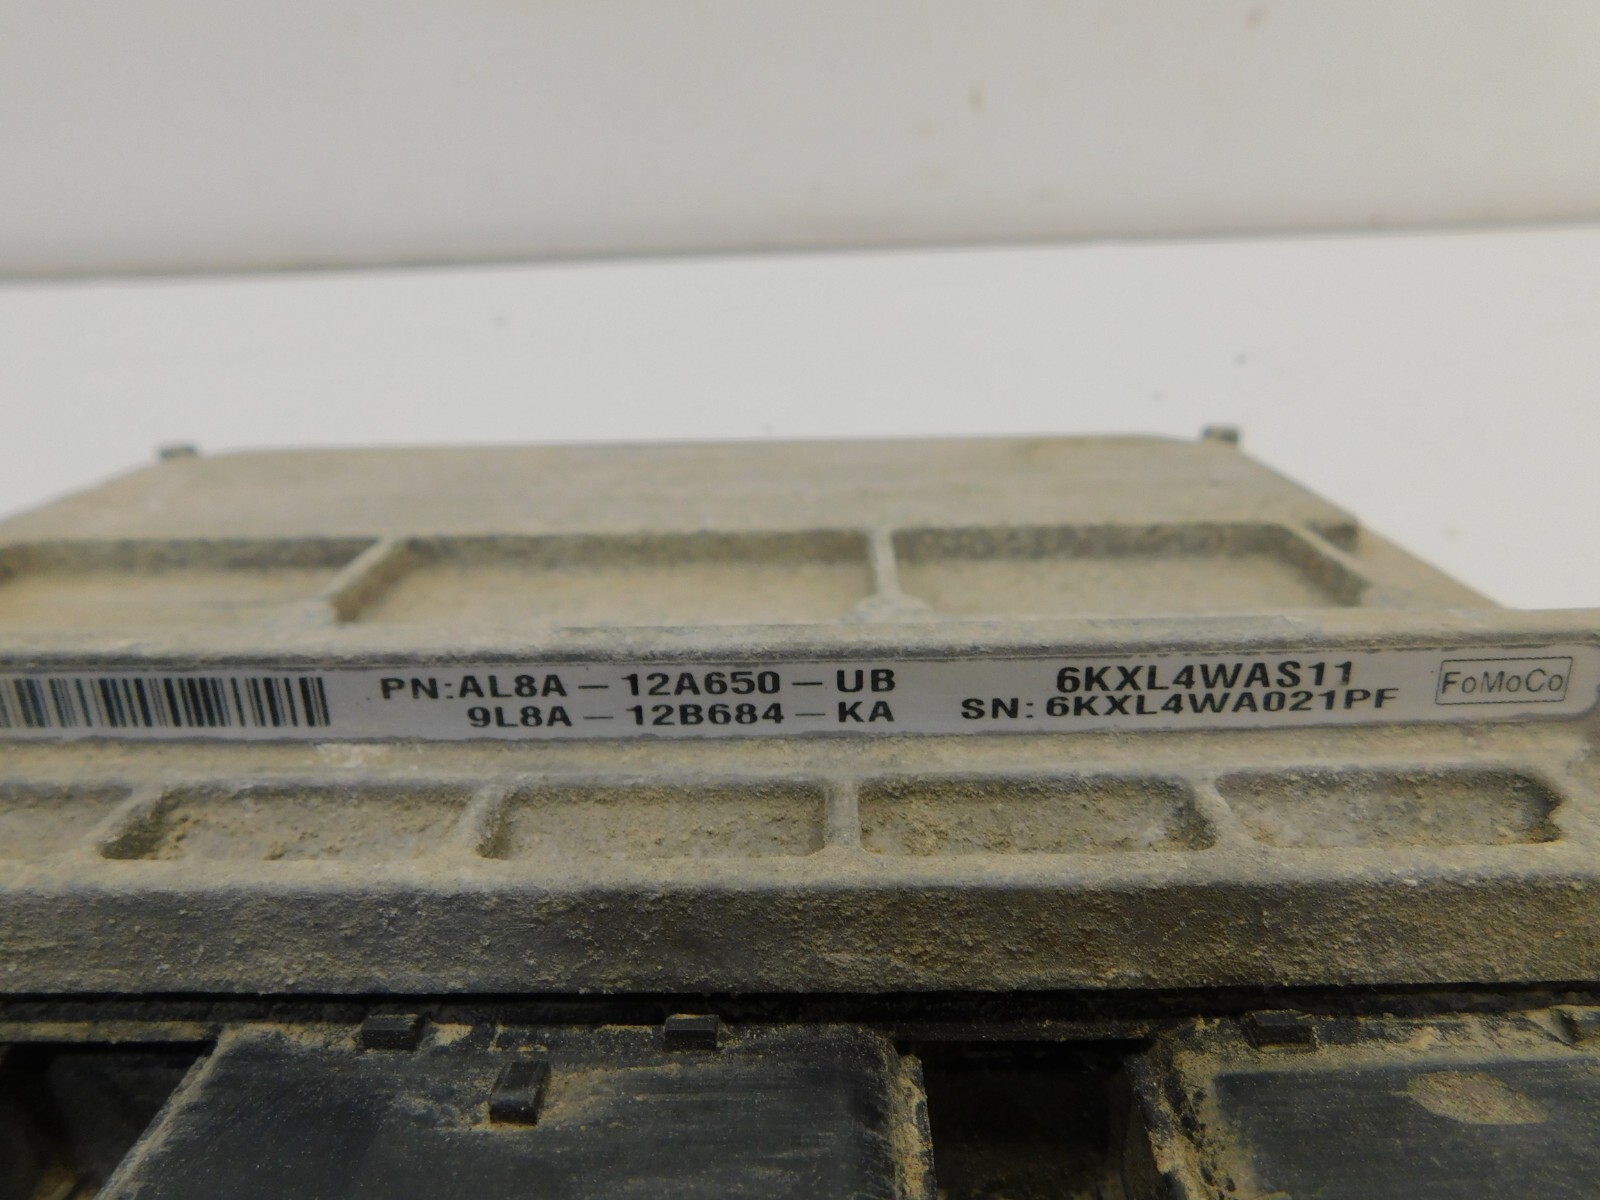 PN:AL8A-12A650-UB 6KXL4WAS11
9L8A-12B684-KA SN: 6KXL4WA021PF
FoMoCo